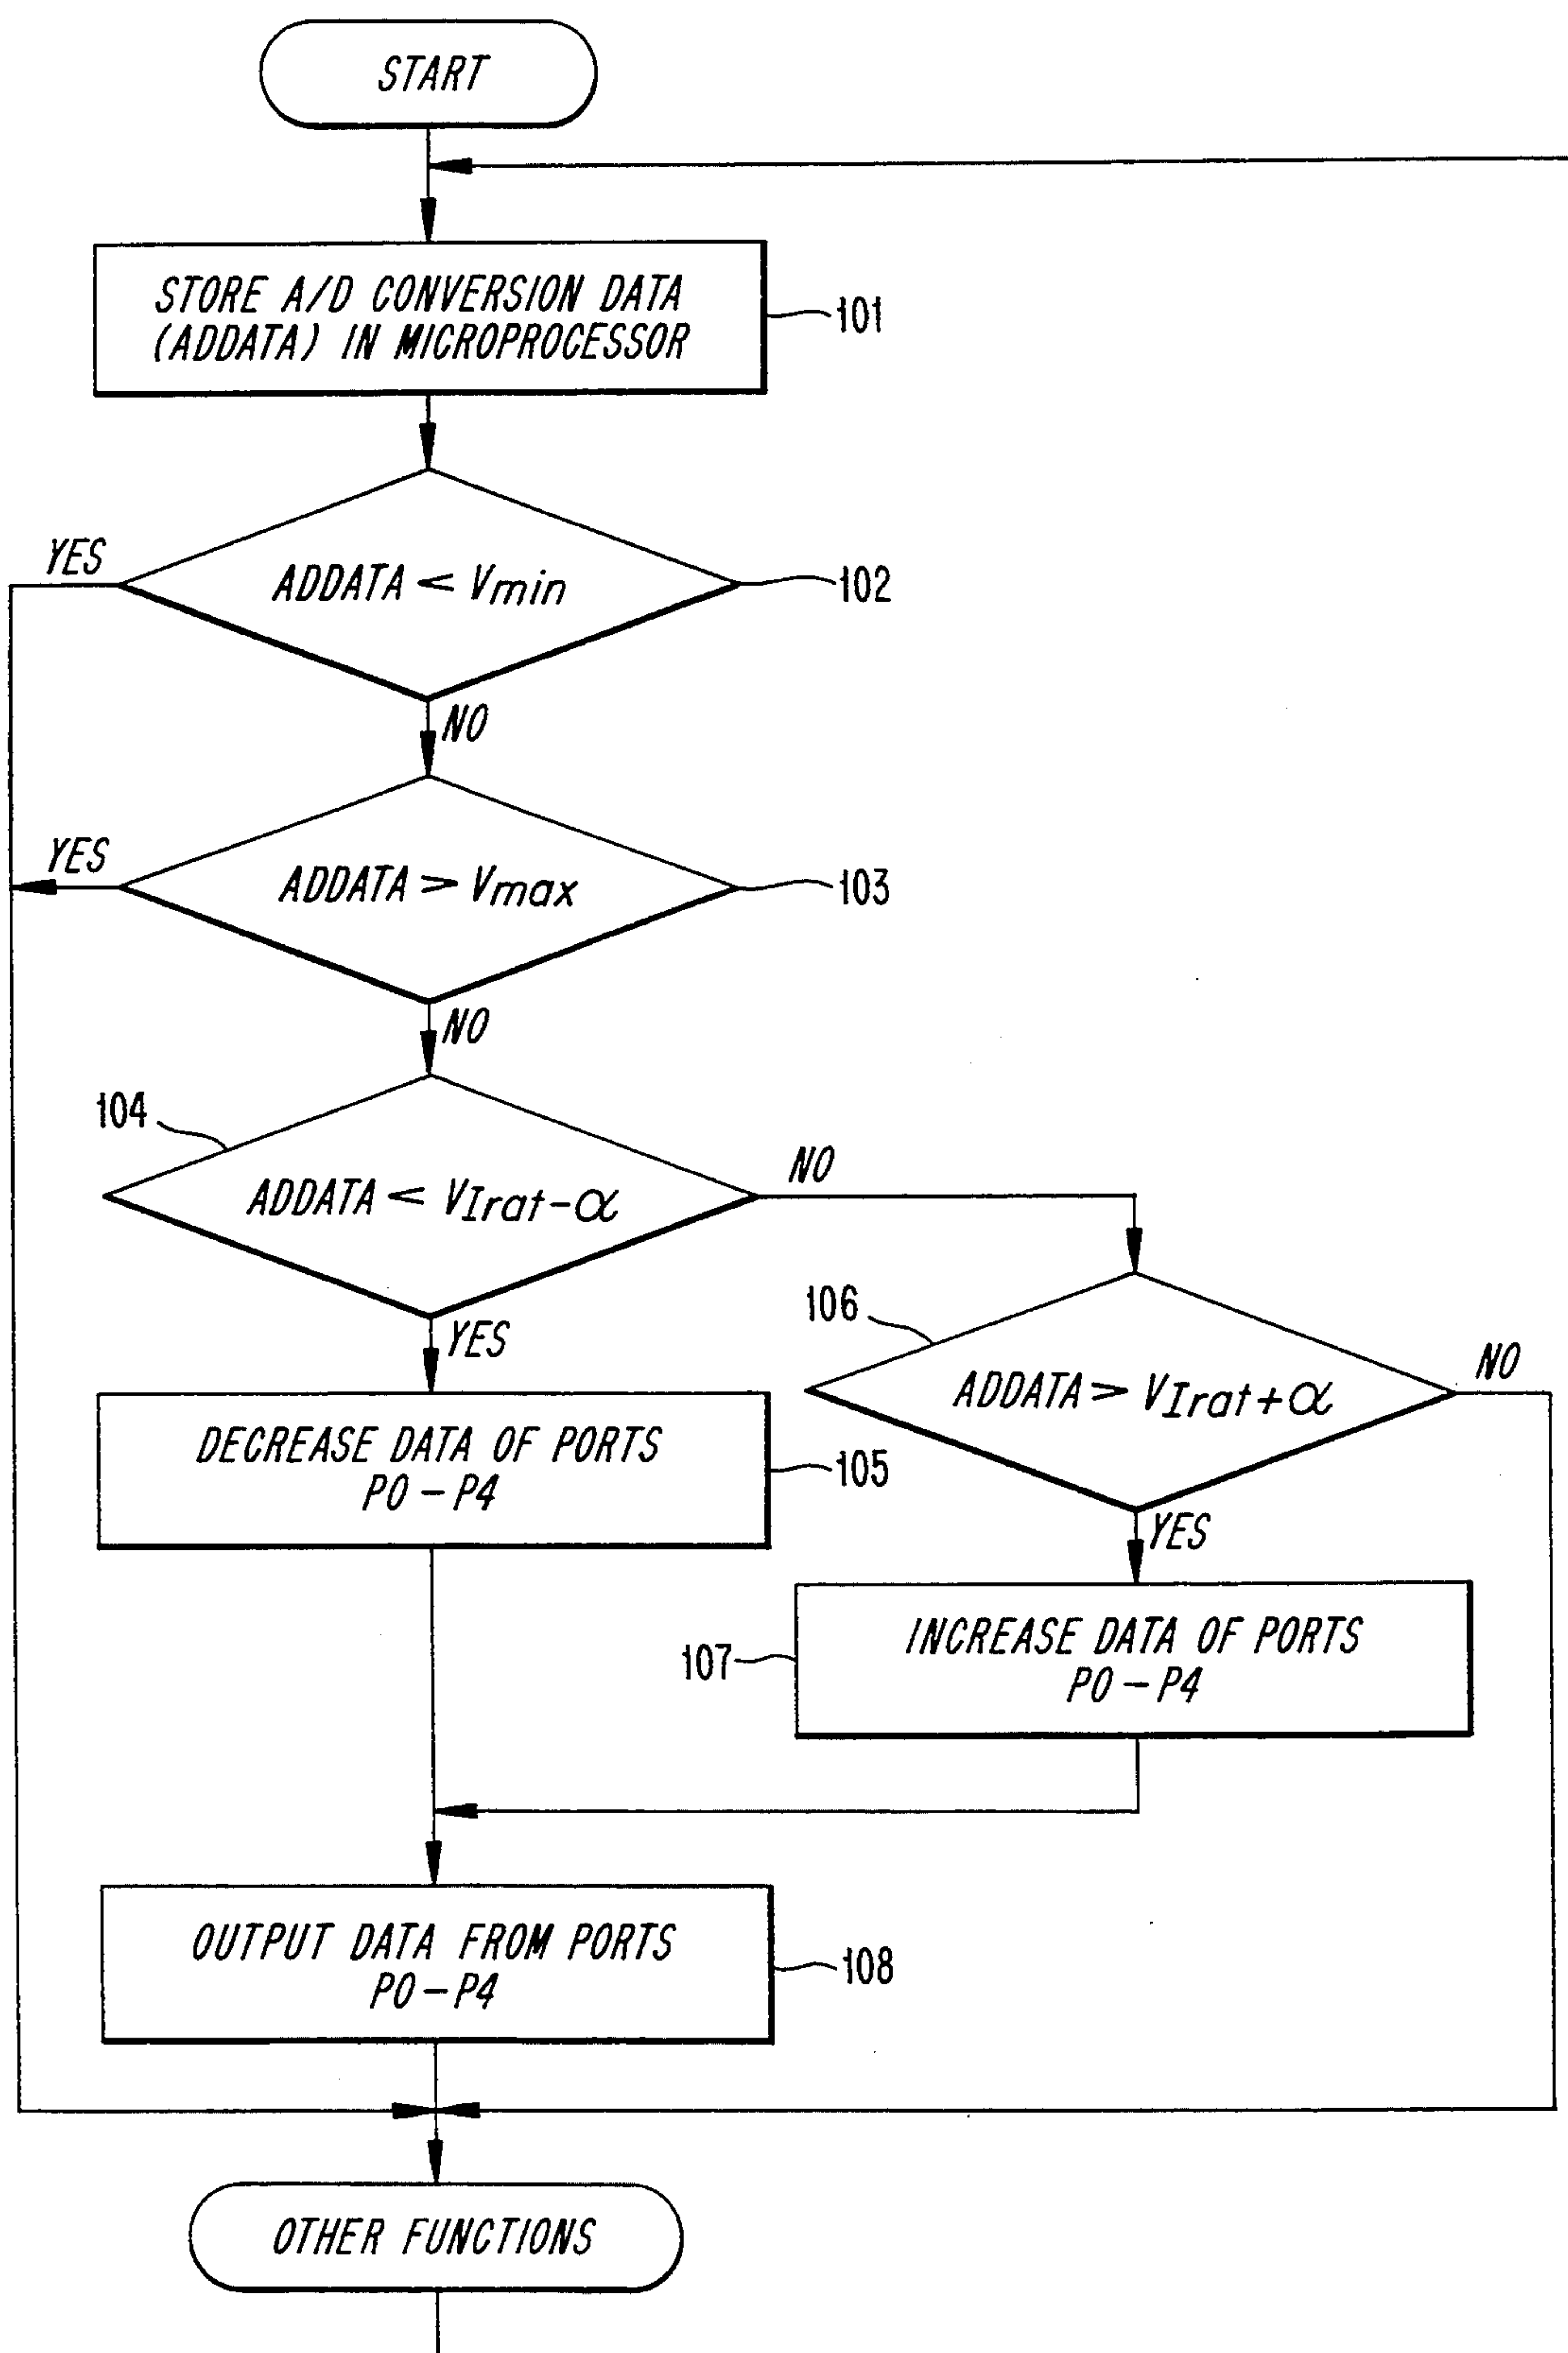 START
STORE A/D CONVERSION DATA
(ADDATA) IN MICROPROCESSOR
101
YES
ADDATA < Vmin
102
NO
YES
ADDATA > Vmax
103
NO
104
ADDATA < VIrat-α
NO
106
YES
ADDATA > VIrat+α
NO
DECREASE DATA OF PORTS
P0-P4
105
YES
INCREASE DATA OF PORTS
P0-P4
107
OUTPUT DATA FROM PORTS
P0-P4
108
OTHER FUNCTIONS